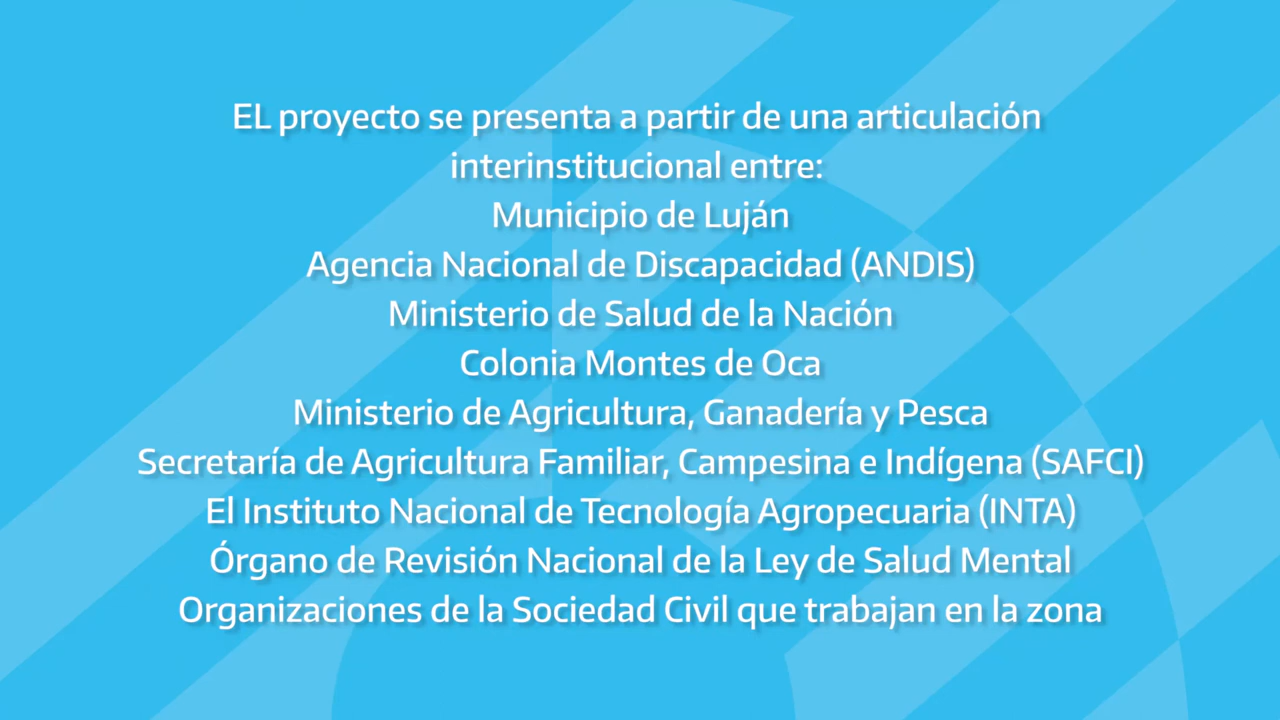 EL proyecto se presenta a partir de una articulación
interinstitucional entre:
Municipio de Luján
Agencia Nacional de Discapacidad (ANDIS)
Ministerio de Salud de la Nación
Colonia Montes de Oca
Ministerio de Agricultura, Ganadería y Pesca
Secretaría de Agricultura Familiar, Campesina e Indígena (SAFCI)
El Instituto Nacional de Tecnología Agropecuaria (INTA)
Órgano de Revisión Nacional de la Ley de Salud Mental
Organizaciones de la Sociedad Civil que trabajan en la zona